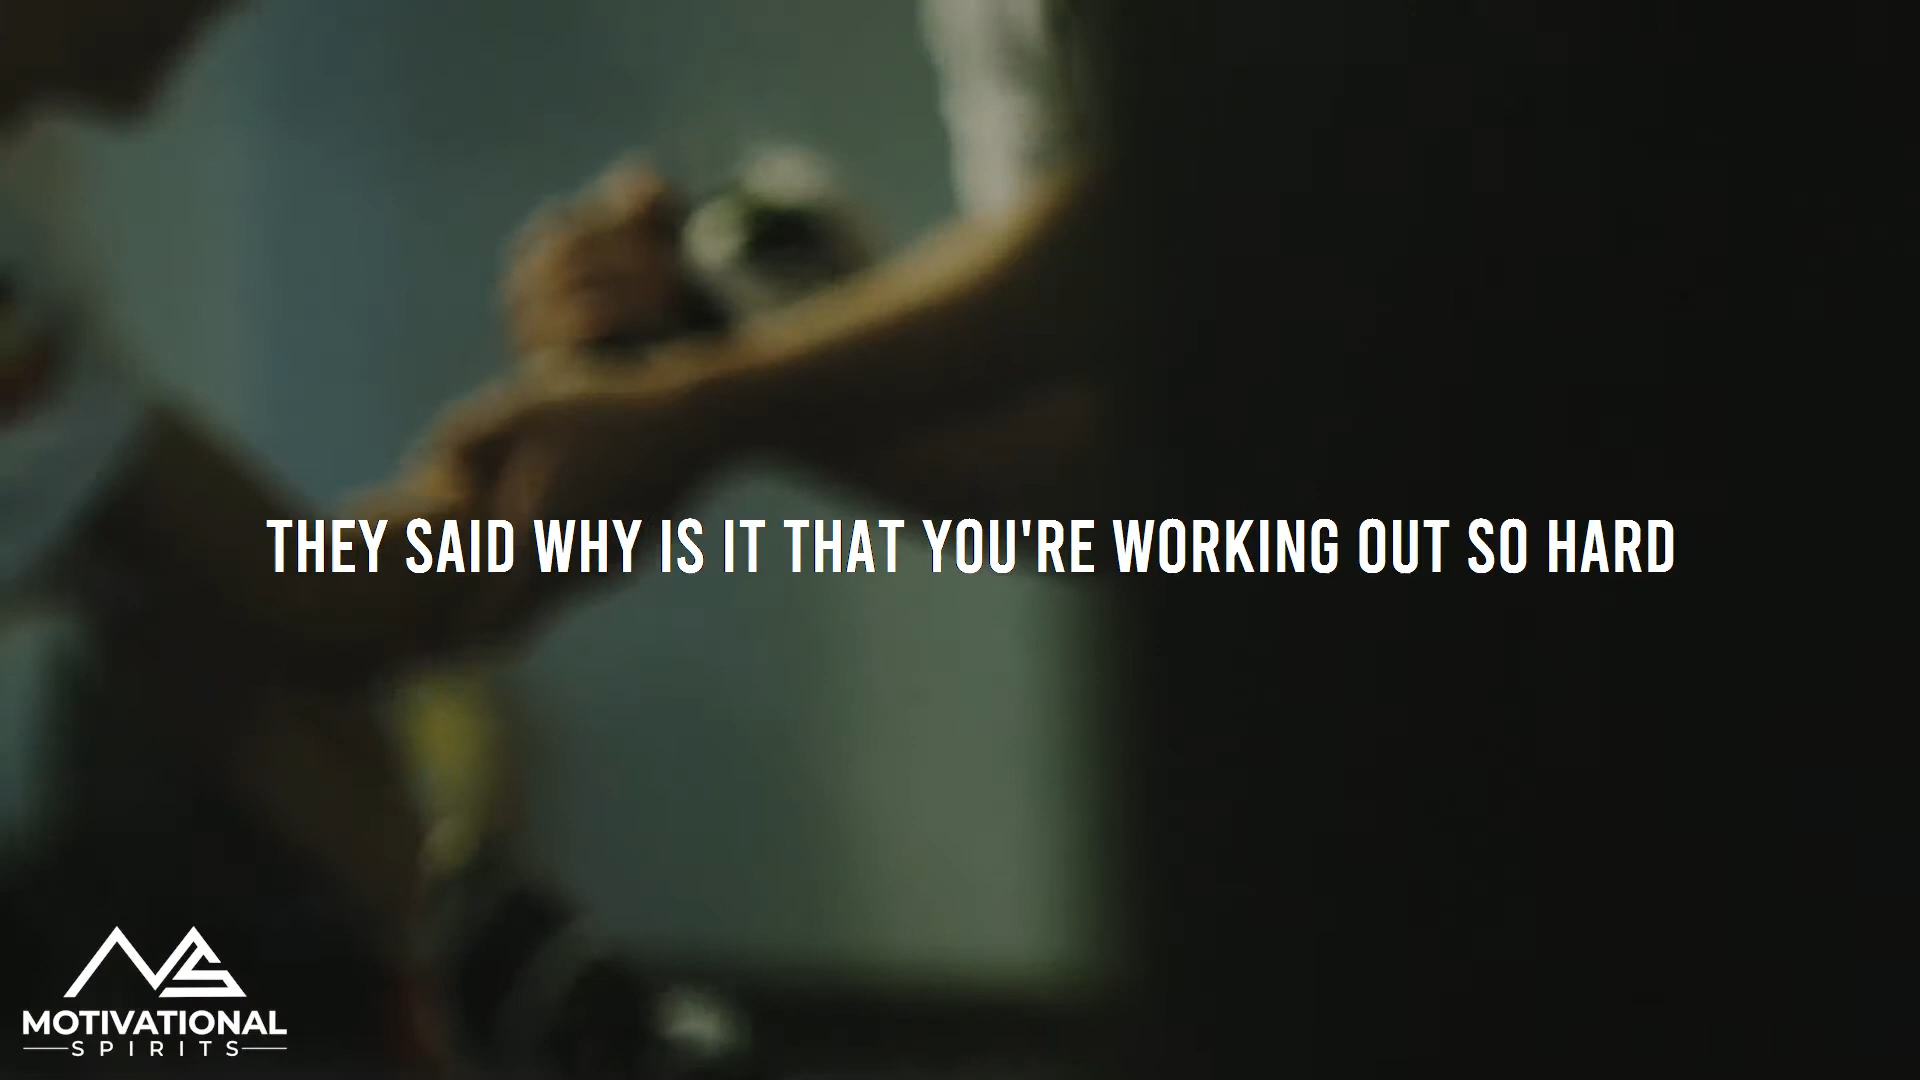 THEY SAID WHY IS IT THAT YOU'RE WORKING OUT SO HARD
MOTIVATIONAL
SPIRITS